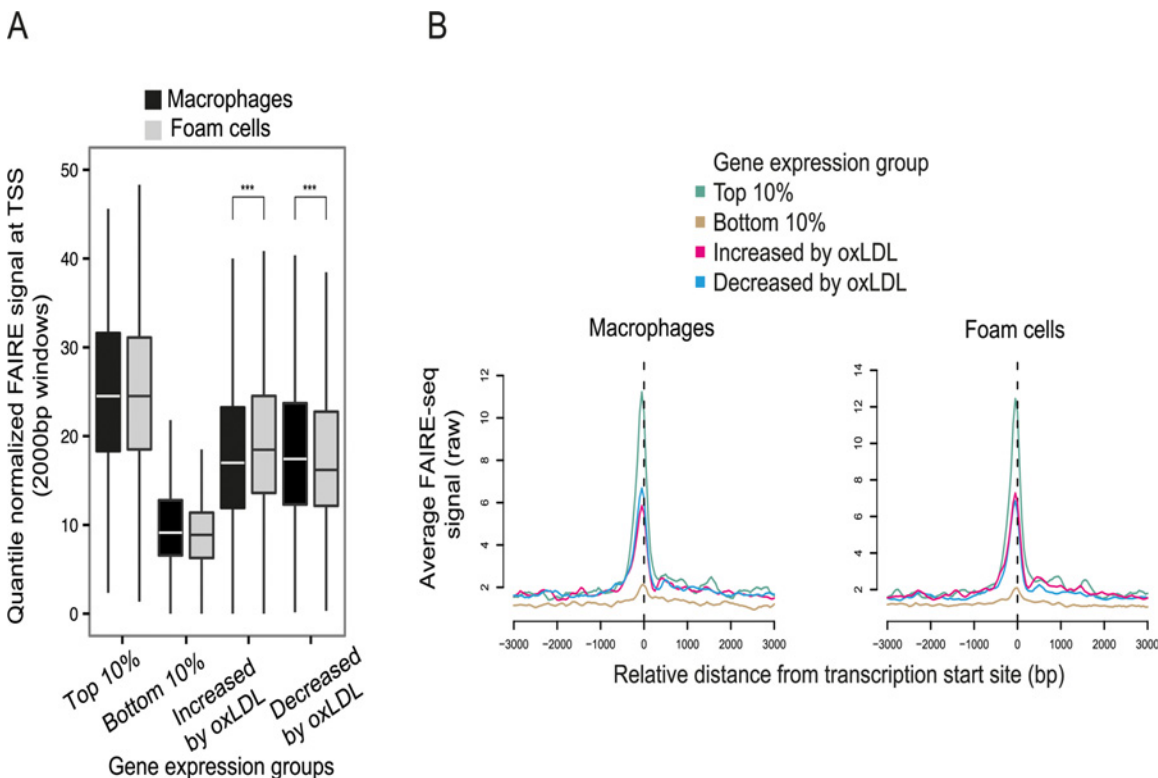 A
Macrophages
Foam cells
Quantile normalized FAIRE signal at TSS
(2000bp windows)
50
40
30
20
10
0
***
***
Top 10%
Bottom 10%
Increased
by oxLDL
Decreased
by oxLDL
Gene expression groups
B
Gene expression group
Top 10%
Bottom 10%
Increased by oxLDL
Decreased by oxLDL
Macrophages
Average FAIRE-seq
signal (raw)
12
10
8
6
4
2
−3000 −2000 −1000 0 1000 2000 3000
Foam cells
14
12
10
8
6
4
2
−3000 −2000 −1000 0 1000 2000 3000
Relative distance from transcription start site (bp)